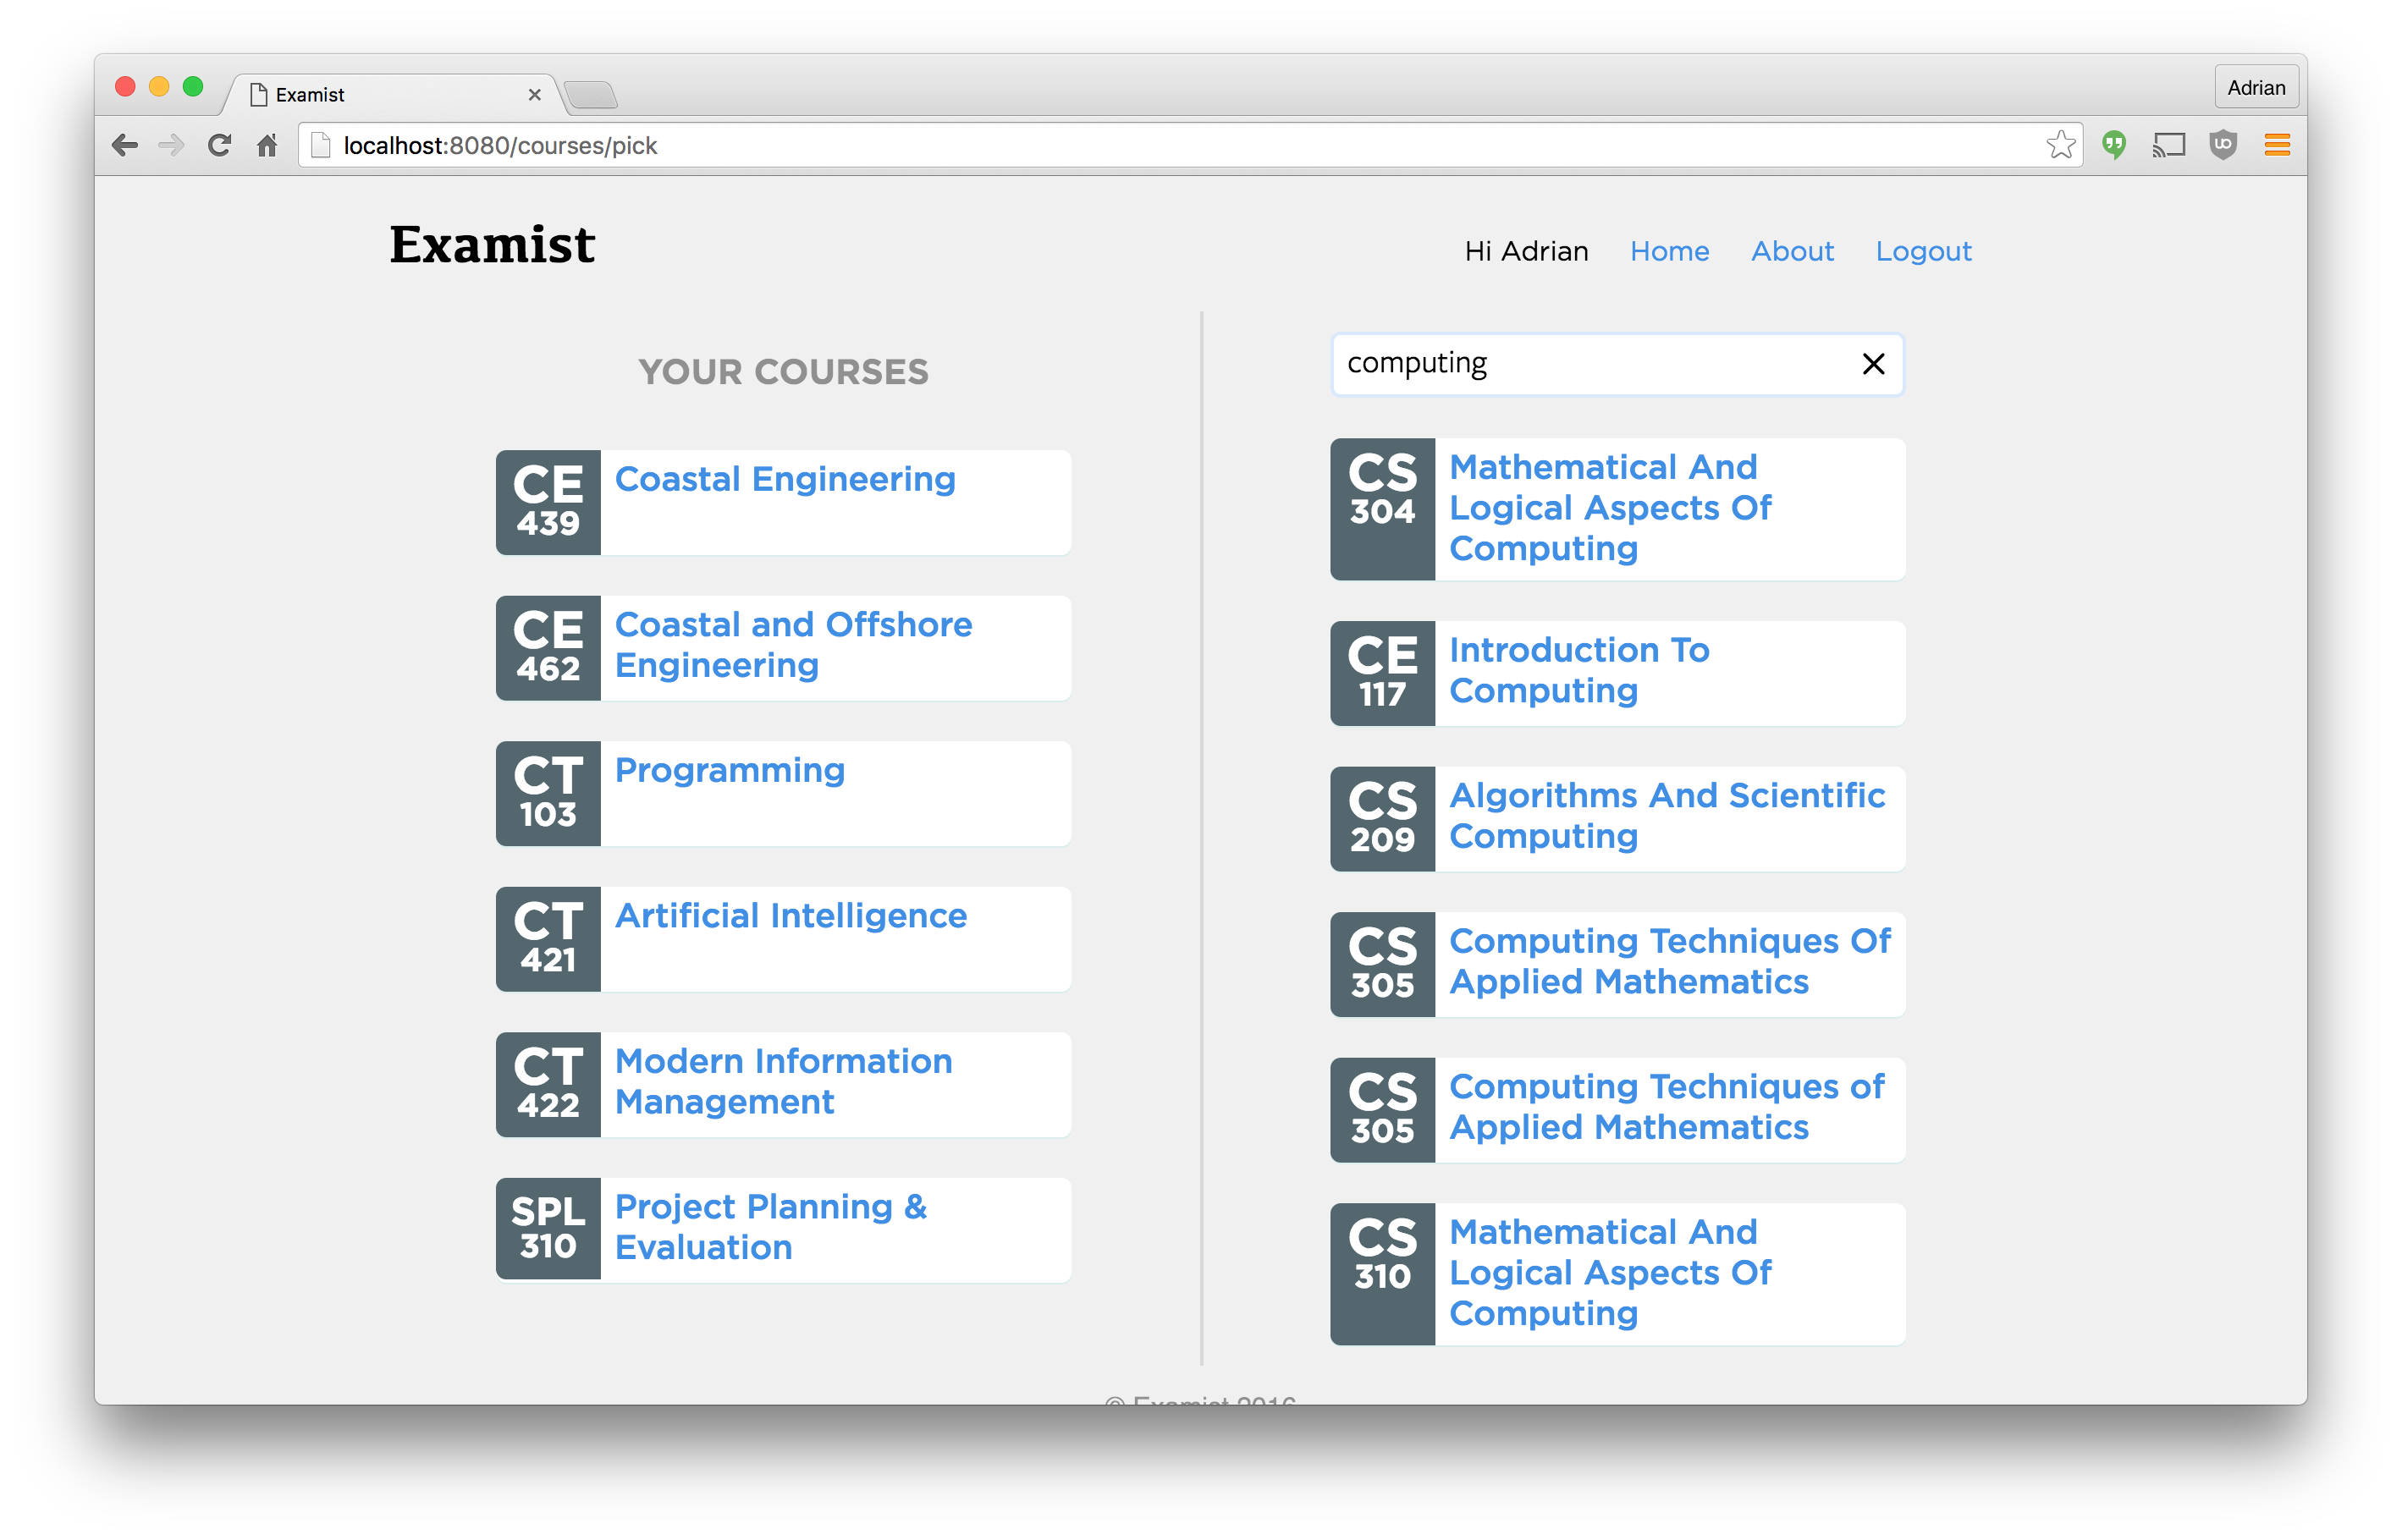 Examist
Adrian
localhost:8080/courses/pick
Examist
Hi Adrian Home About Logout
YOUR COURSES
CE
439
Coastal Engineering
CE
462
Coastal and Offshore
Engineering
CT
103
Programming
CT
421
Artificial Intelligence
CT
422
Modern Information
Management
SPL
310
Project Planning &
Evaluation
computing
CS
304
Mathematical And
Logical Aspects Of
Computing
CE
117
Introduction To
Computing
CS
209
Algorithms And Scientific
Computing
CS
305
Computing Techniques Of
Applied Mathematics
CS
305
Computing Techniques of
Applied Mathematics
CS
310
Mathematical And
Logical Aspects Of
Computing
© Examist 2016